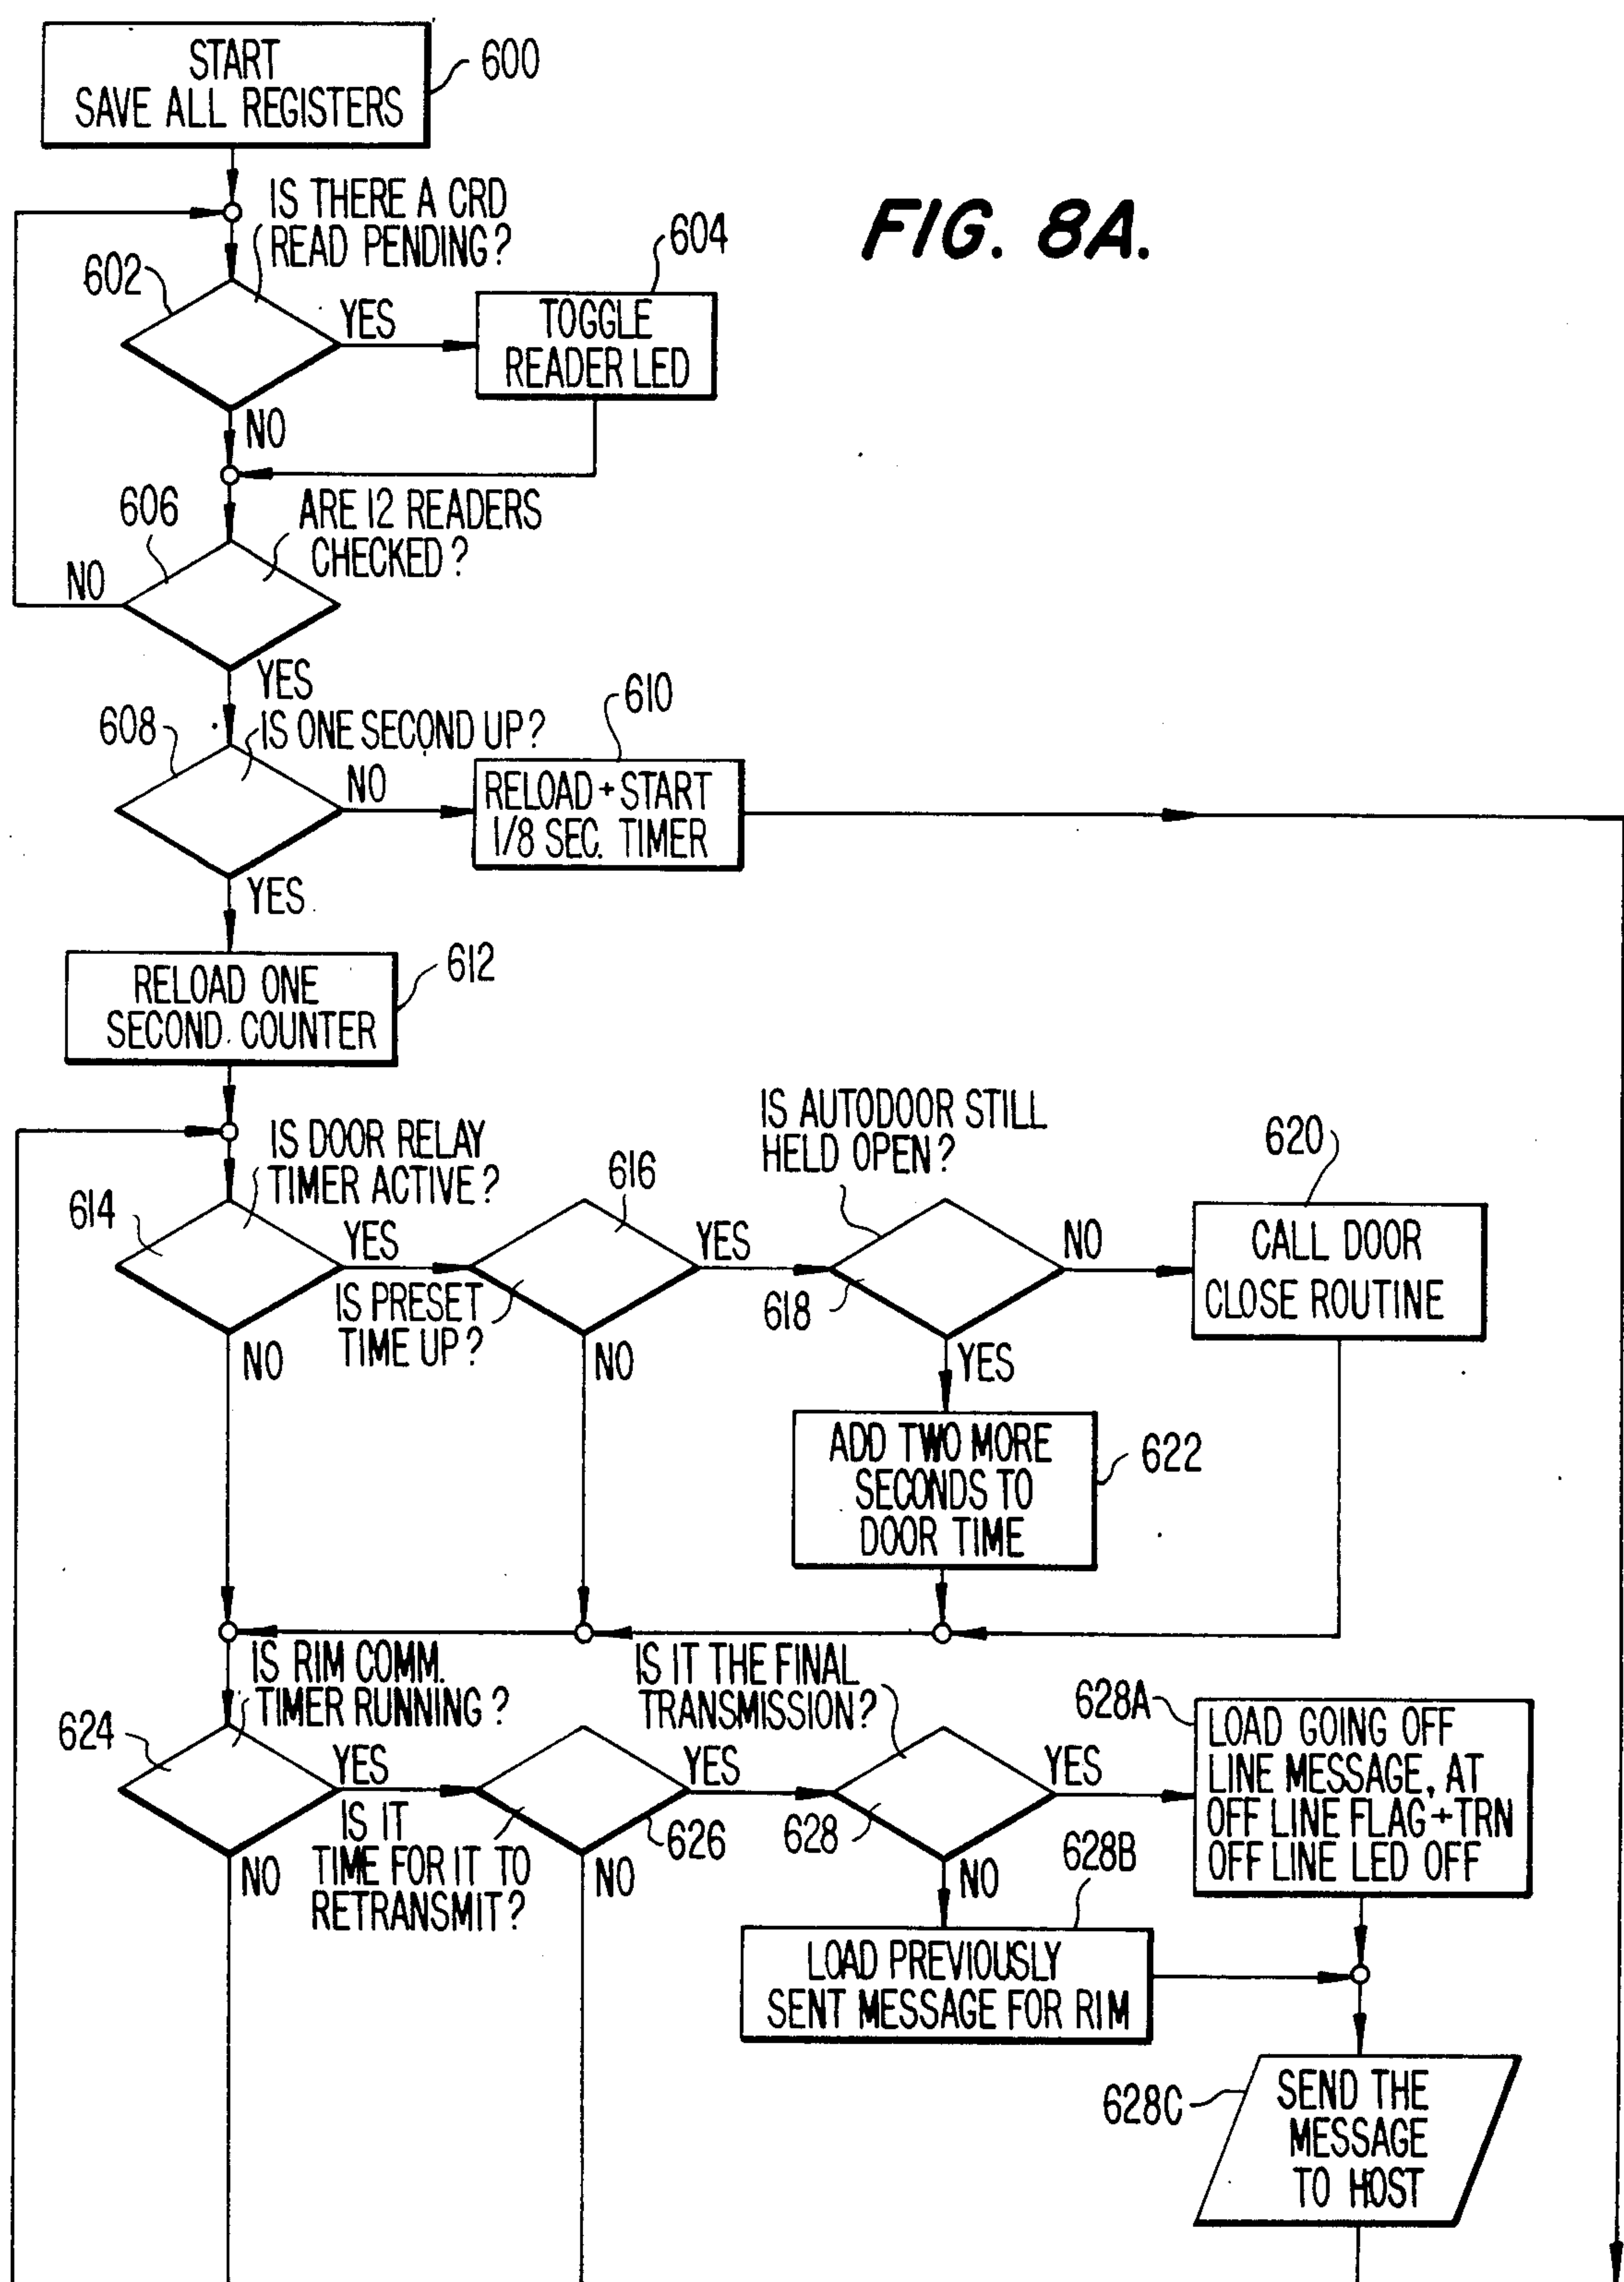 START
SAVE ALL REGISTERS
600
FIG. 8A.
IS THERE A CRD
READ PENDING?
602
YES
604
TOGGLE
READER LED
NO
606
ARE 12 READERS
CHECKED?
NO
YES
608
IS ONE SECOND UP?
NO
610
RELOAD + START
1/8 SEC. TIMER
YES
RELOAD ONE
SECOND COUNTER
612
IS DOOR RELAY
TIMER ACTIVE?
614
YES
616
IS PRESET
TIME UP?
YES
IS AUTODOOR STILL
HELD OPEN?
618
NO
620
CALL DOOR
CLOSE ROUTINE
NO
NO
YES
ADD TWO MORE
SECONDS TO
DOOR TIME
622
IS RIM COMM.
TIMER RUNNING?
624
YES
IS IT
TIME FOR IT TO
RETRANSMIT?
626
YES
IS IT THE FINAL
TRANSMISSION?
628
YES
628A
LOAD GOING OFF
LINE MESSAGE, AT
OFF LINE FLAG + TRN
OFF LINE LED OFF
NO
NO
NO
628B
LOAD PREVIOUSLY
SENT MESSAGE FOR RIM
628C
SEND THE
MESSAGE
TO HOST